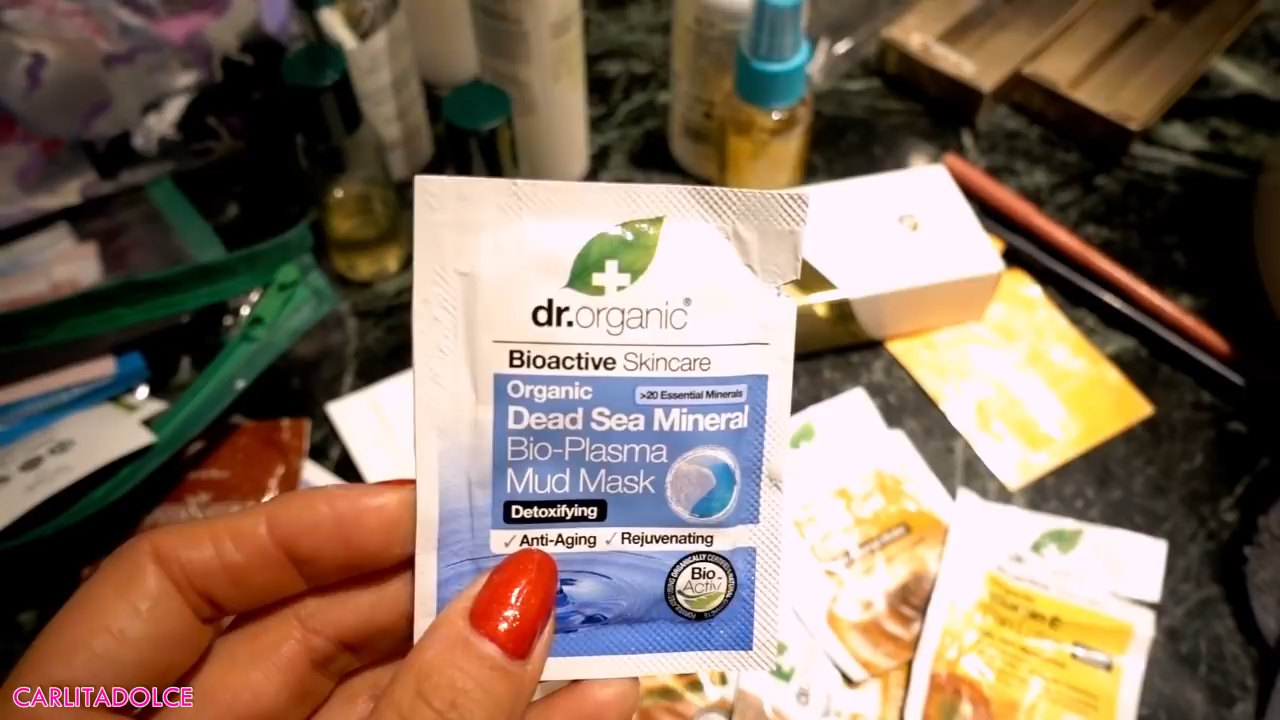 dr.organic®
Bioactive Skincare
Organic
>20 Essential Minerals
Dead Sea Mineral
Bio-Plasma
Mud Mask
Detoxifying
✓Anti-Aging ✓Rejuvenating
Bio-
Activ
CARLITADOLCE